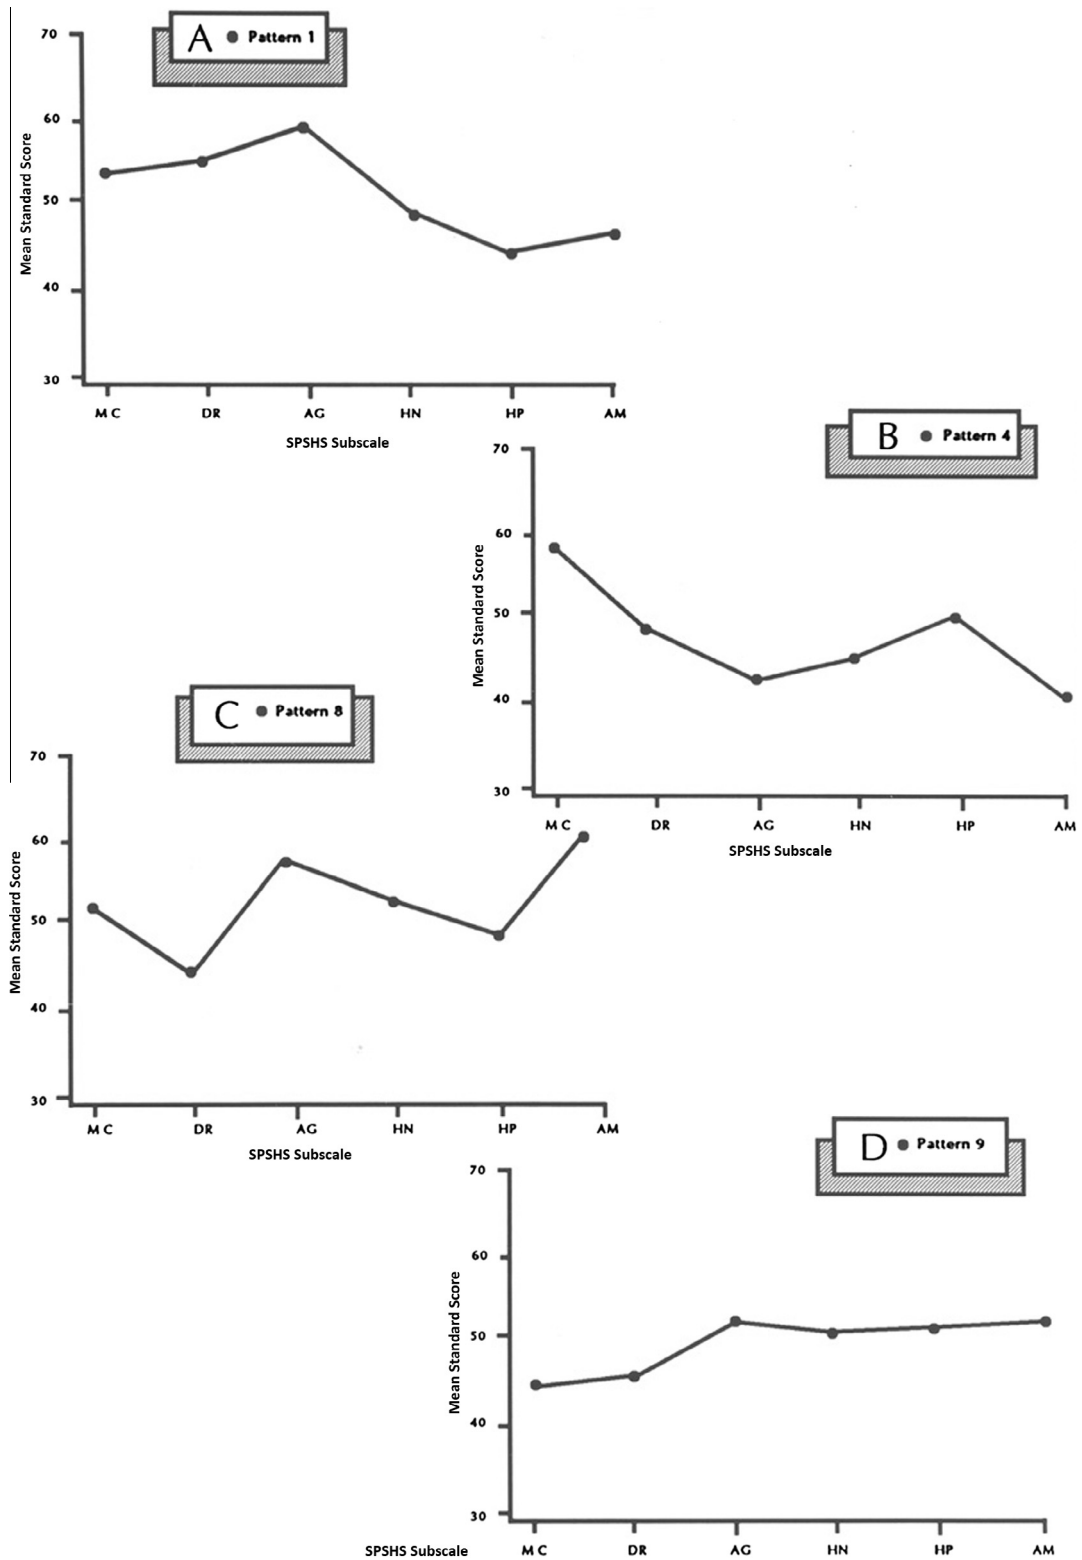 A Pattern 1
70
60
50
40
30
Mean Standard Score
M C DR AG HN HP AM
SPSHS Subscale
B Pattern 4
70
60
50
40
30
Mean Standard Score
M C DR AG HN HP AM
SPSHS Subscale
C Pattern 8
70
60
50
40
30
Mean Standard Score
M C DR AG HN HP AM
SPSHS Subscale
D Pattern 9
70
60
50
40
30
Mean Standard Score
M C DR AG HN HP AM
SPSHS Subscale